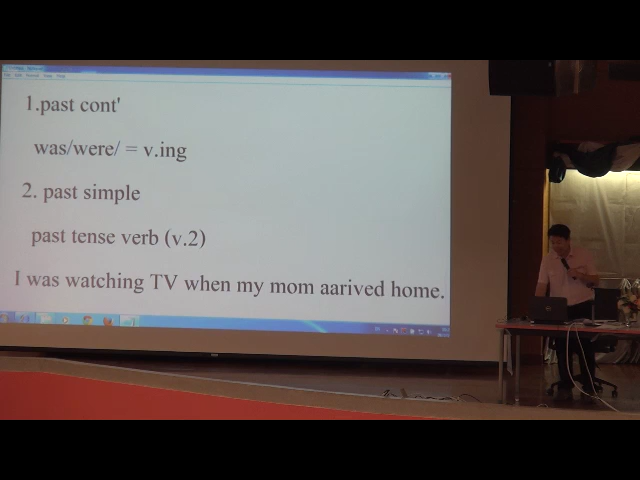 1.past cont'
was/were/ = v.ing
2. past simple
past tense verb (v.2)
I was watching TV when my mom aarived home.